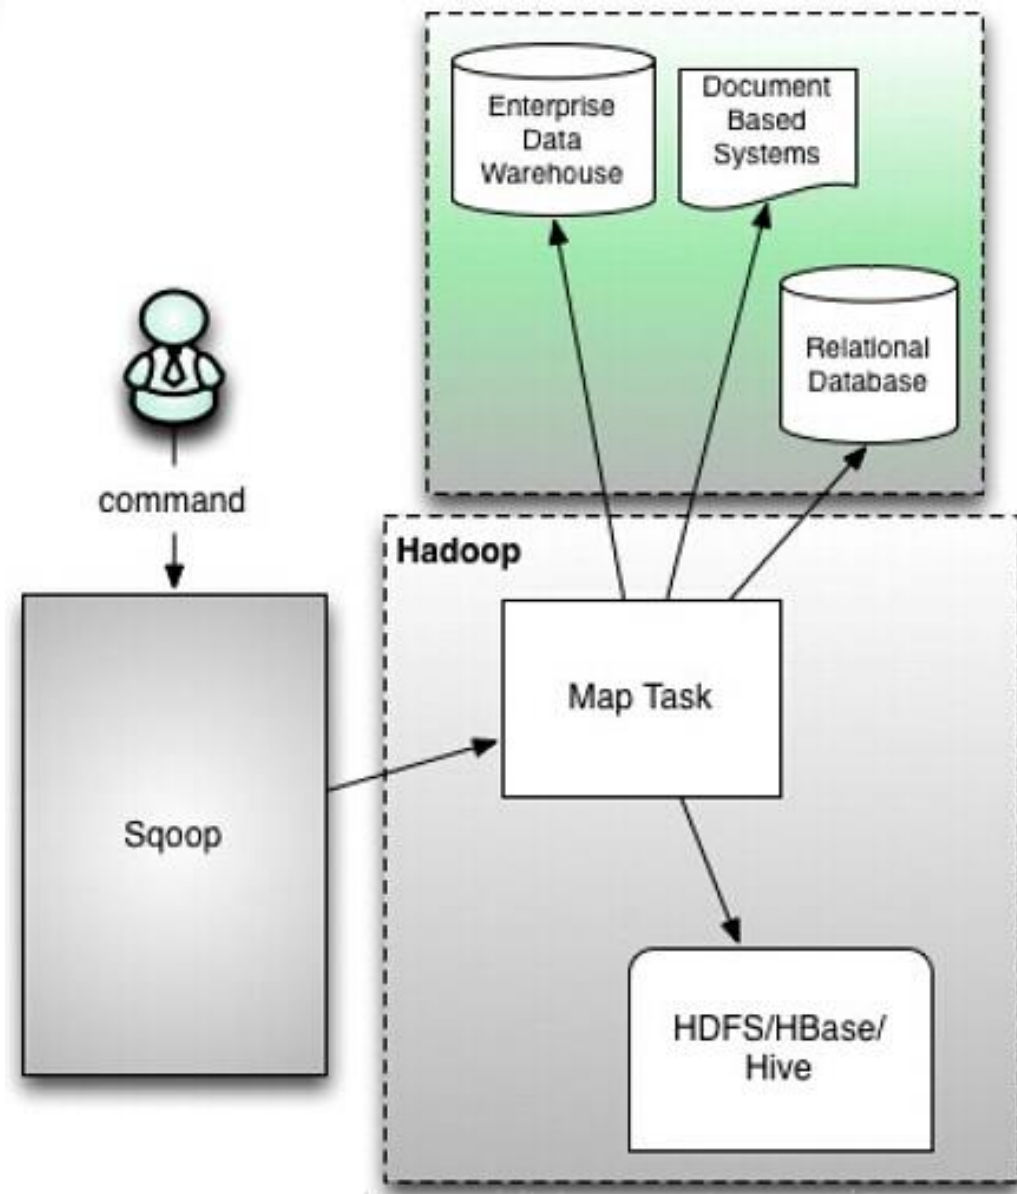 Enterprise
Data
Warehouse
Document
Based
Systems
Relational
Database
command
Hadoop
Map Task
Sqoop
HDFS/HBase/
Hive